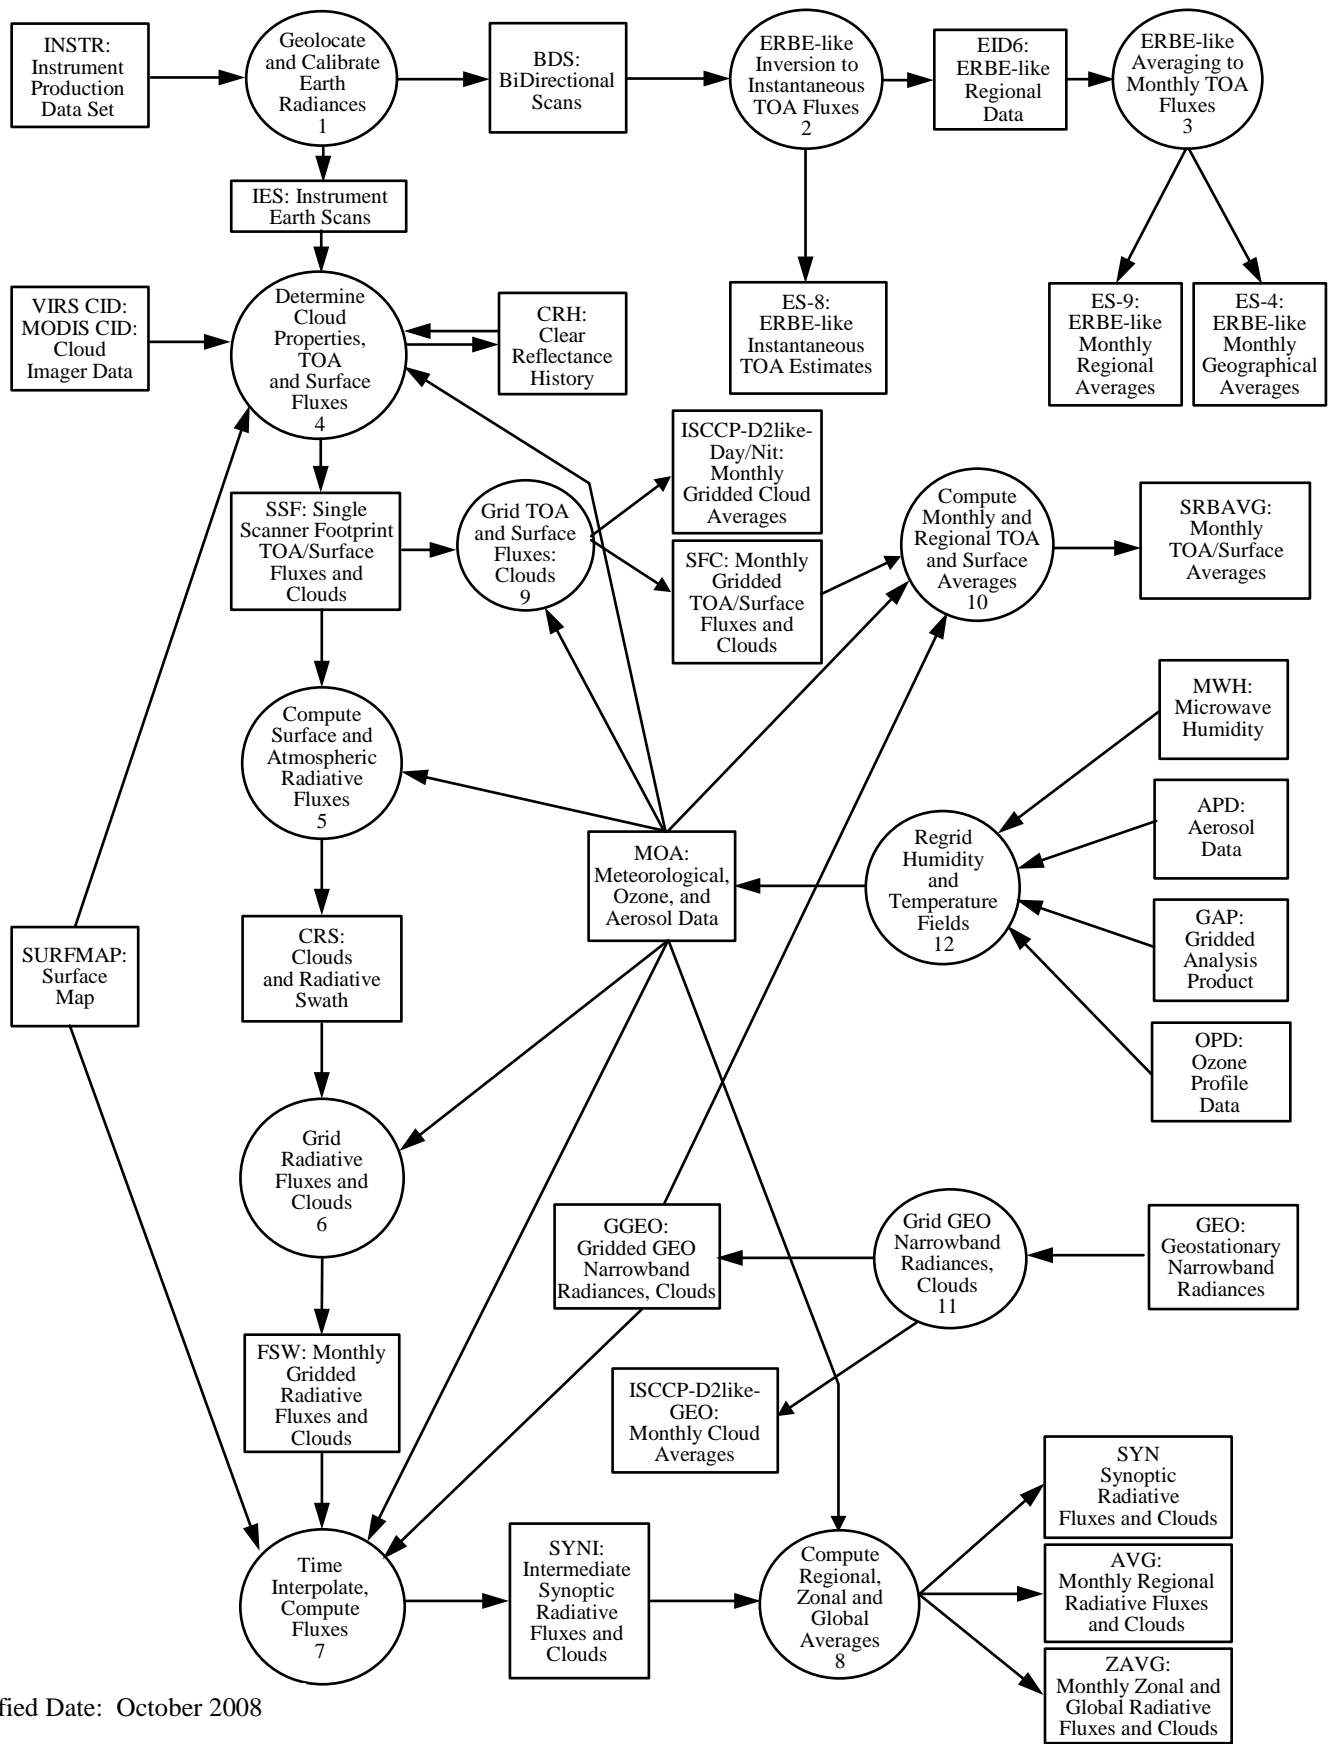 INSTR:
Instrument
Production
Data Set
Geolocate
and Calibrate
Earth
Radiances
1
BDS:
BiDirectional
Scans
ERBE-like
Inversion to
Instantaneous
TOA Fluxes
2
EID6:
ERBE-like
Regional
Data
ERBE-like
Averaging to
Monthly TOA
Fluxes
3
IES: Instrument
Earth Scans
VIRS CID:
MODIS CID:
Cloud
Imager Data
Determine
Cloud
Properties,
TOA
and Surface
Fluxes
4
CRH:
Clear
Reflectance
History
ES-8:
ERBE-like
Instantaneous
TOA Estimates
ES-9:
ERBE-like
Monthly
Regional
Averages
ES-4:
ERBE-like
Monthly
Geographical
Averages
SSF: Single
Scanner Footprint
TOA/Surface
Fluxes and
Clouds
Grid TOA
and Surface
Fluxes:
Clouds
9
ISCCP-D2like-
Day/Nit:
Monthly
Gridded Cloud
Averages
SFC: Monthly
Gridded
TOA/Surface
Fluxes and
Clouds
Compute
Monthly and
Regional TOA
and Surface
Averages
10
SRBAVG:
Monthly
TOA/Surface
Averages
Compute
Surface and
Atmospheric
Radiative
Fluxes
5
MWH:
Microwave
Humidity
APD:
Aerosol
Data
MOA:
Meteorological,
Ozone, and
Aerosol Data
Regrid
Humidity
and
Temperature
Fields
12
GAP:
Gridded
Analysis
Product
SURFMAP:
Surface
Map
CRS:
Clouds
and Radiative
Swath
OPD:
Ozone
Profile
Data
Grid
Radiative
Fluxes and
Clouds
6
GGEO:
Gridded GEO
Narrowband
Radiances, Clouds
Grid GEO
Narrowband
Radiances,
Clouds
11
GEO:
Geostationary
Narrowband
Radiances
FSW: Monthly
Gridded
Radiative
Fluxes and
Clouds
ISCCP-D2like-
GEO:
Monthly Cloud
Averages
Time
Interpolate,
Compute
Fluxes
7
SYNI:
Intermediate
Synoptic
Radiative
Fluxes and
Clouds
Compute
Regional,
Zonal and
Global
Averages
8
SYN
Synoptic
Radiative
Fluxes and Clouds
AVG:
Monthly Regional
Radiative Fluxes
and Clouds
ZAVG:
Monthly Zonal and
Global Radiative
Fluxes and Clouds
fied Date: October 2008